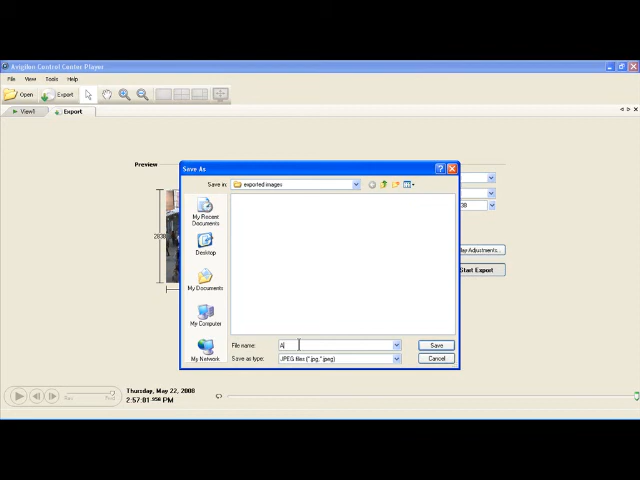 Avigilon Control Center Player
File View Tools Help
Open Export
View1 Export
Preview
Save As
Save in: exported images
My Recent Documents
Desktop
My Documents
My Computer
My Network
File name: A
Save
Save as type: JPEG files (*.jpg,*.jpeg)
Cancel
Start Export
Thursday, May 22, 2008
2:57:01 .956 PM